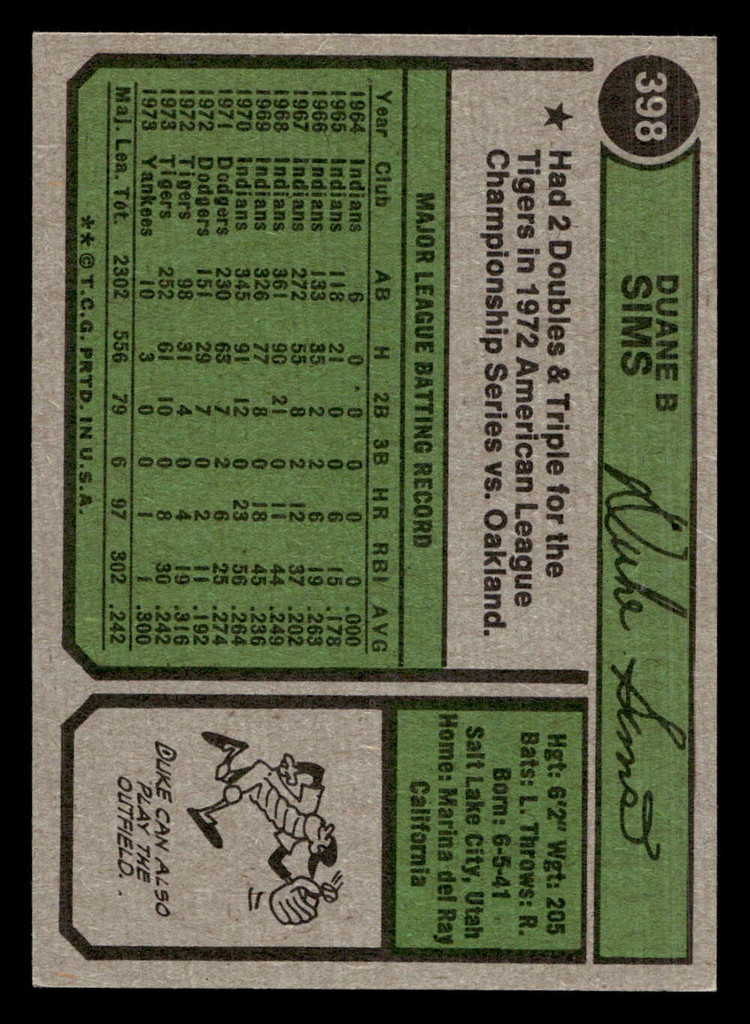 398
DUANE B
SIMS
Duke Sims
★ Had 2 Doubles & Triple for the
Tigers in 1972 American League
Championship Series vs. Oakland.
MAJOR LEAGUE BATTING RECORD
Year Club AB H 2B 3B HR RBI AVG
1964 Indians 6 0 0 0 0 0 .000
1965 Indians 118 21 0 0 6 15 .178
1966 Indians 133 35 2 2 6 19 .263
1967 Indians 272 55 8 2 12 37 .202
1968 Indians 361 90 21 0 11 44 .249
1969 Indians 326 77 8 0 18 45 .236
1970 Indians 345 91 12 0 23 56 .264
1971 Dodgers 230 63 7 2 6 25 .274
1972 Dodgers 151 29 7 0 2 11 .192
1972 Tigers 98 31 4 0 4 19 .316
1973 Tigers 252 61 10 0 8 30 .242
1973 Yankees 10 3 0 0 1 1 .300
Maj. Lea. Tot. 2302 556 79 6 97 302 .242
**© T.C.G. PRTD. IN U.S.A.
Hgt: 6'2" Wgt: 205
Bats: L. Throws: R.
Born: 6-5-41
Salt Lake City, Utah
Home: Marina del Ray
California
DUKE CAN ALSO
PLAY THE
OUTFIELD.